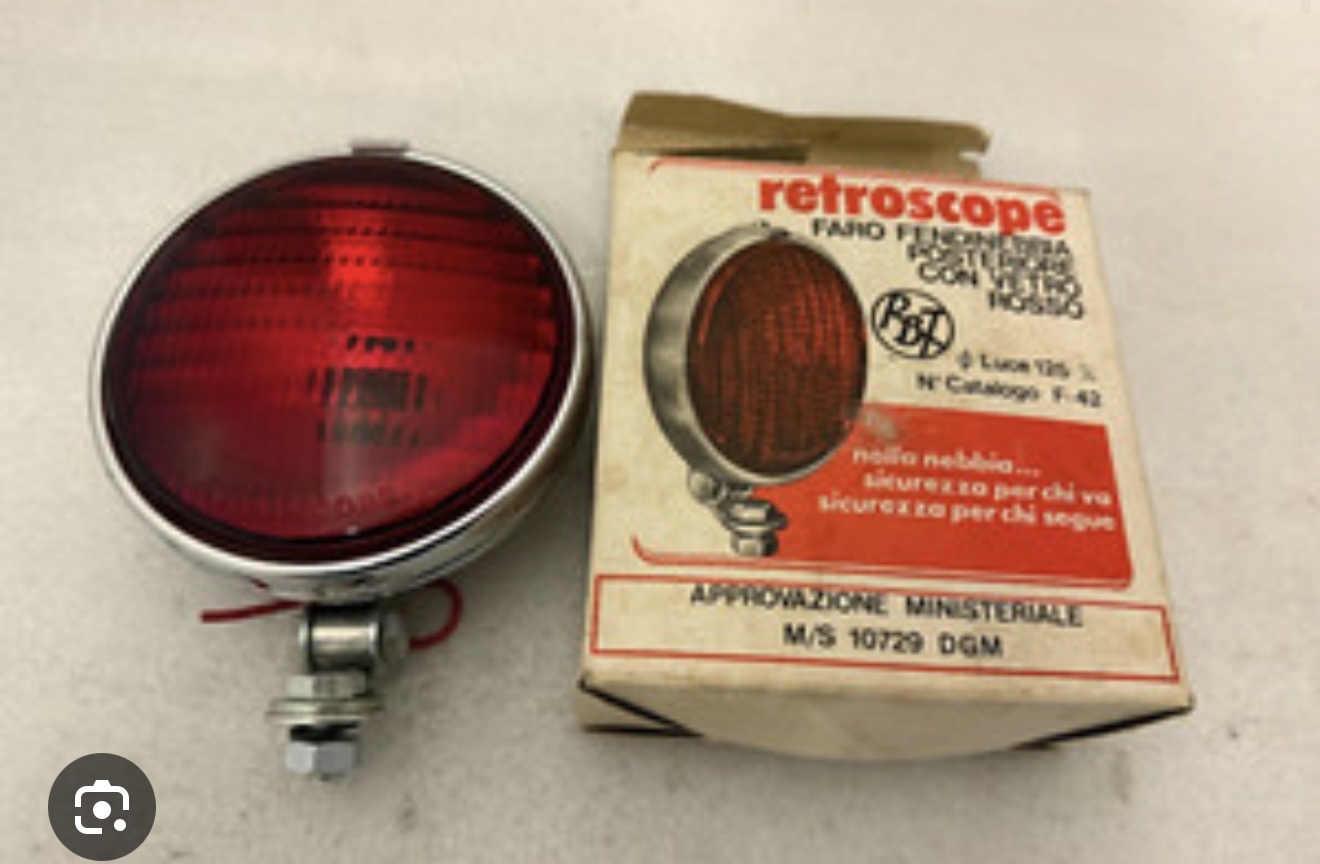 retroscope
FARO FENDINEBBIA
POSTERIORE
CON VETRO
ROSSO
RBT
ϕ Luce 125
N° Catalogo F-42
nella nebbia...
sicurezza per chi va
sicurezza per chi segue
APPROVAZIONE MINISTERIALE
M/S 10729 DGM